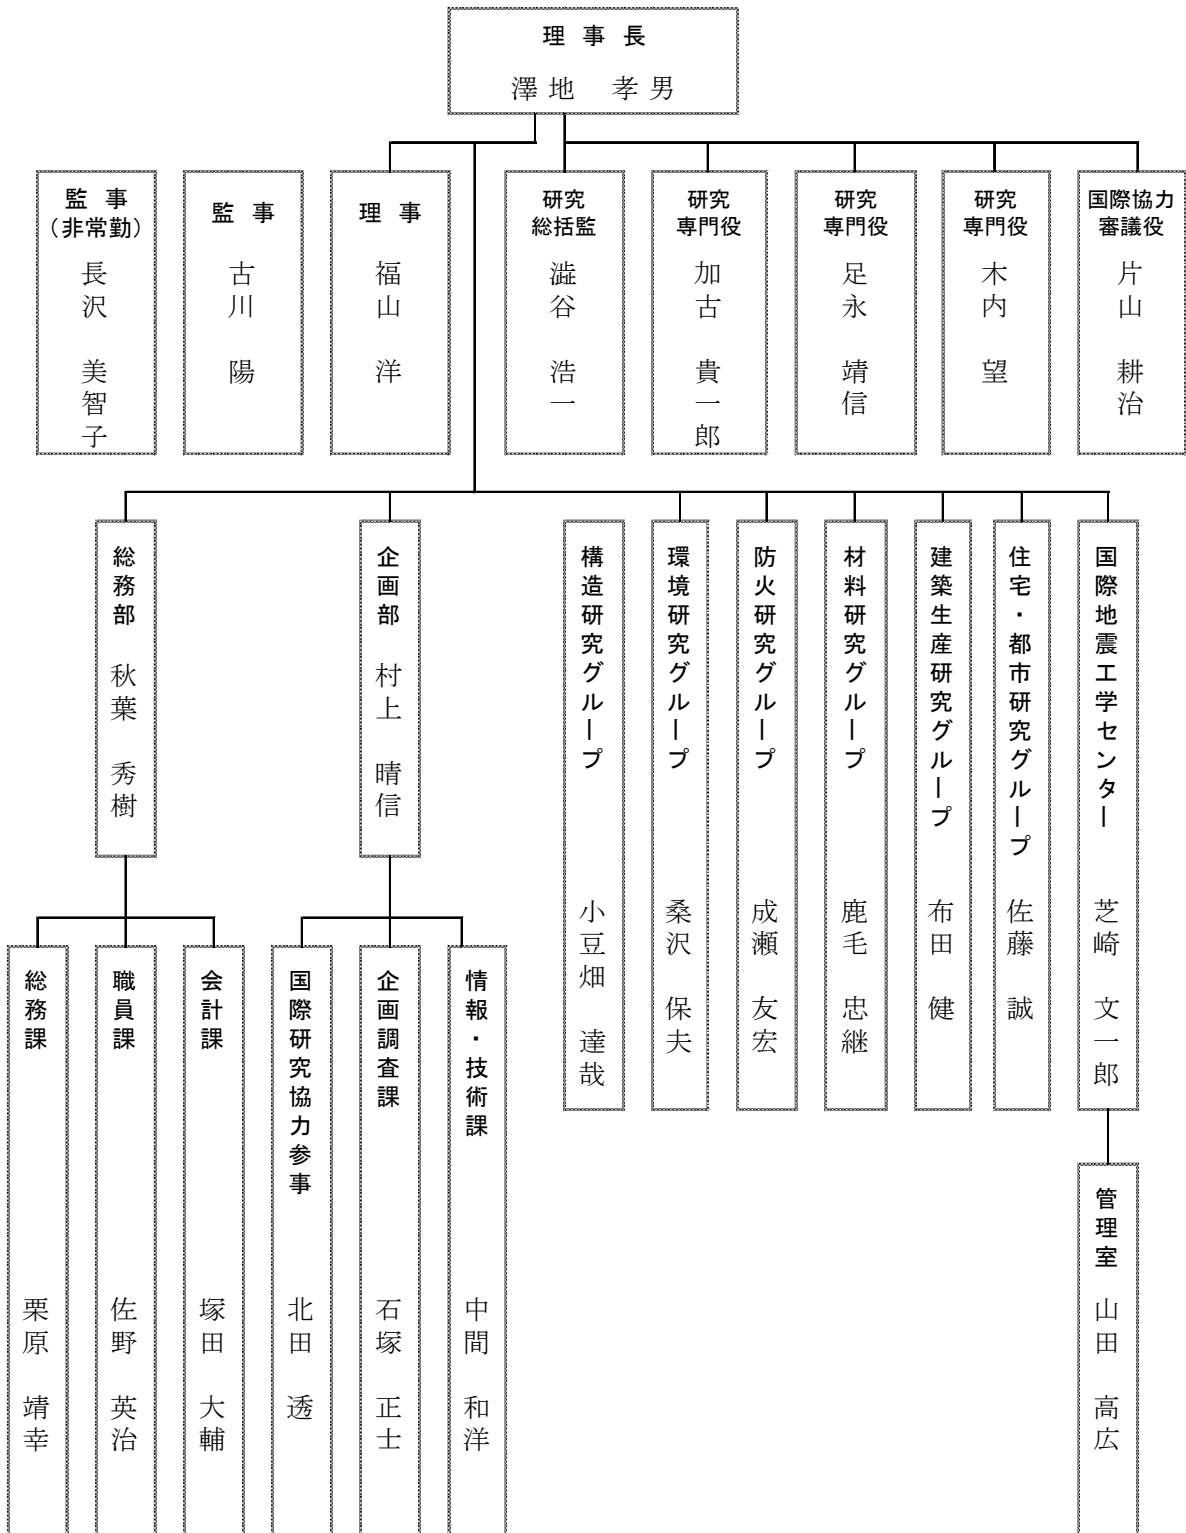 理 事 長
澤地 孝男
監 事
（非常勤）
長沢 美智子
監 事
古川 陽
理 事
福山 洋
研究
総括監
澁谷 浩一
研究
専門役
加古 貴一郎
研究
専門役
足永 靖信
研究
専門役
木内 望
国際協力
審議役
片山 耕治
総務部 秋葉 秀樹
企画部 村上 晴信
構造研究グループ 小豆畑 達哉
環境研究グループ 桑沢 保夫
防火研究グループ 成瀬 友宏
材料研究グループ 鹿毛 忠継
建築生産研究グループ 布田 健
住宅・都市研究グループ 佐藤 誠
国際地震工学センター 芝崎 文一郎
総務課 栗原 靖幸
職員課 佐野 英治
会計課 塚田 大輔
国際研究協力参事 北田 透
企画調査課 石塚 正士
情報・技術課 中間 和洋
管理室 山田 高広